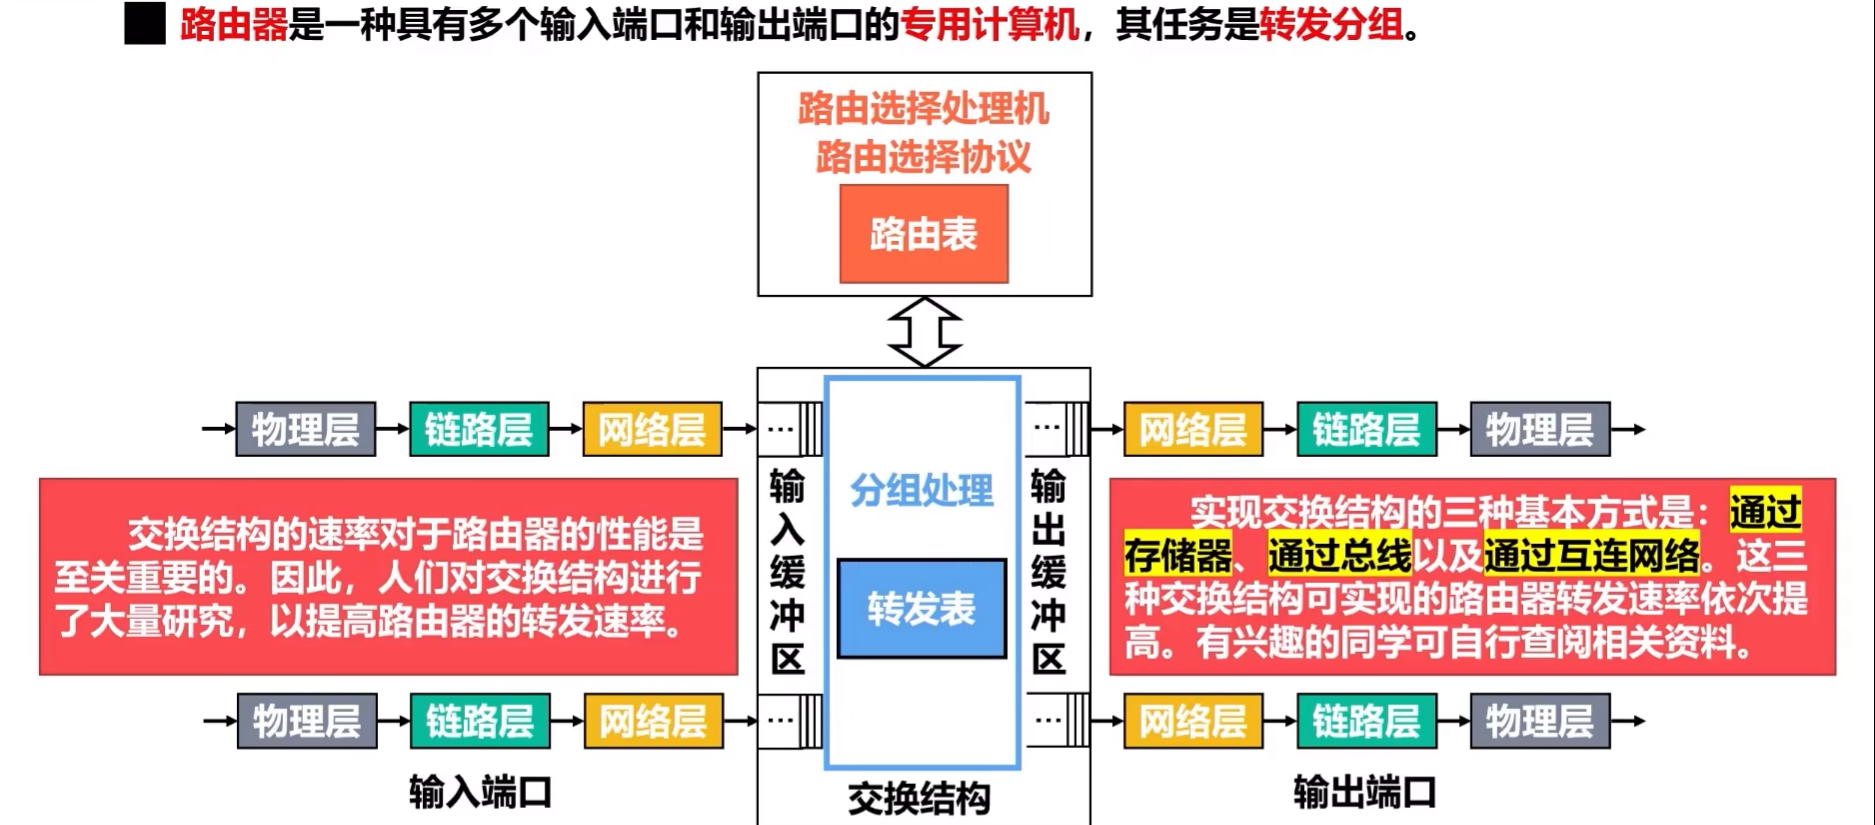 路由器是一种具有多个输入端口和输出端口的专用计算机，其任务是转发分组。
路由选择处理机
路由选择协议
路由表
物理层
链路层
网络层
...
...
网络层
链路层
物理层
交换结构的速率对于路由器的性能是
至关重要的。因此，人们对交换结构进行
了大量研究，以提高路由器的转发速率。
输入缓冲区
分组处理
转发表
输出缓冲区
实现交换结构的三种基本方式是：通过
存储器、通过总线以及通过互连网络。这三
种交换结构可实现的路由器转发速率依次提
高。有兴趣的同学可自行查阅相关资料。
物理层
链路层
网络层
...
...
网络层
链路层
物理层
输入端口
交换结构
输出端口